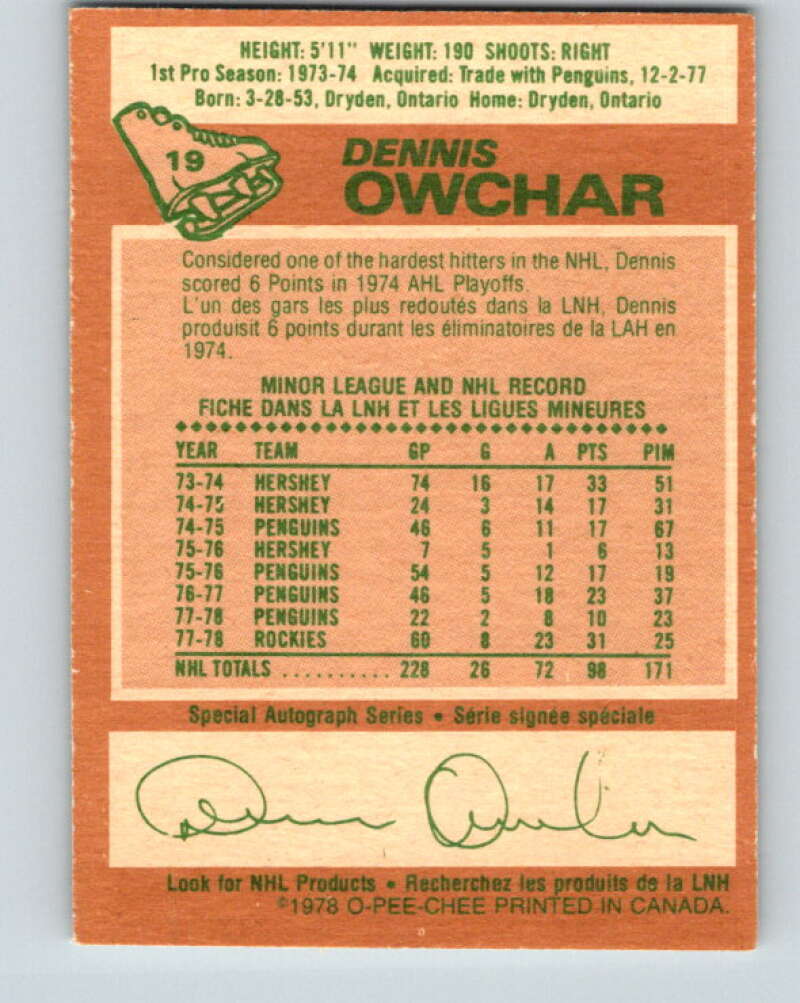 HEIGHT: 5'11" WEIGHT: 190 SHOOTS: RIGHT
1st Pro Season: 1973-74 Acquired: Trade with Penguins, 12-2-77
Born: 3-28-53, Dryden, Ontario Home: Dryden, Ontario
19
DENNIS
OWCHAR
Considered one of the hardest hitters in the NHL, Dennis
scored 6 Points in 1974 AHL Playoffs.
L'un des gars les plus redoutés dans la LNH, Dennis
produisit 6 points durant les éliminatoires de la LAH en
1974.
MINOR LEAGUE AND NHL RECORD
FICHE DANS LA LNH ET LES LIGUES MINEURES
YEAR TEAM GP G A PTS PIM
73-74 HERSHEY 74 16 17 33 51
74-75 HERSHEY 24 3 14 17 31
74-75 PENGUINS 46 6 11 17 67
75-76 HERSHEY 7 5 1 6 13
75-76 PENGUINS 54 5 12 17 19
76-77 PENGUINS 46 5 18 23 37
77-78 PENGUINS 22 2 8 10 23
77-78 ROCKIES 60 8 23 31 25
NHL TOTALS .......... 228 26 72 98 171
Special Autograph Series • Série signée spéciale
Dennis Owchar
Look for NHL Products • Recherchez les produits de la LNH
©1978 O-PEE-CHEE PRINTED IN CANADA.